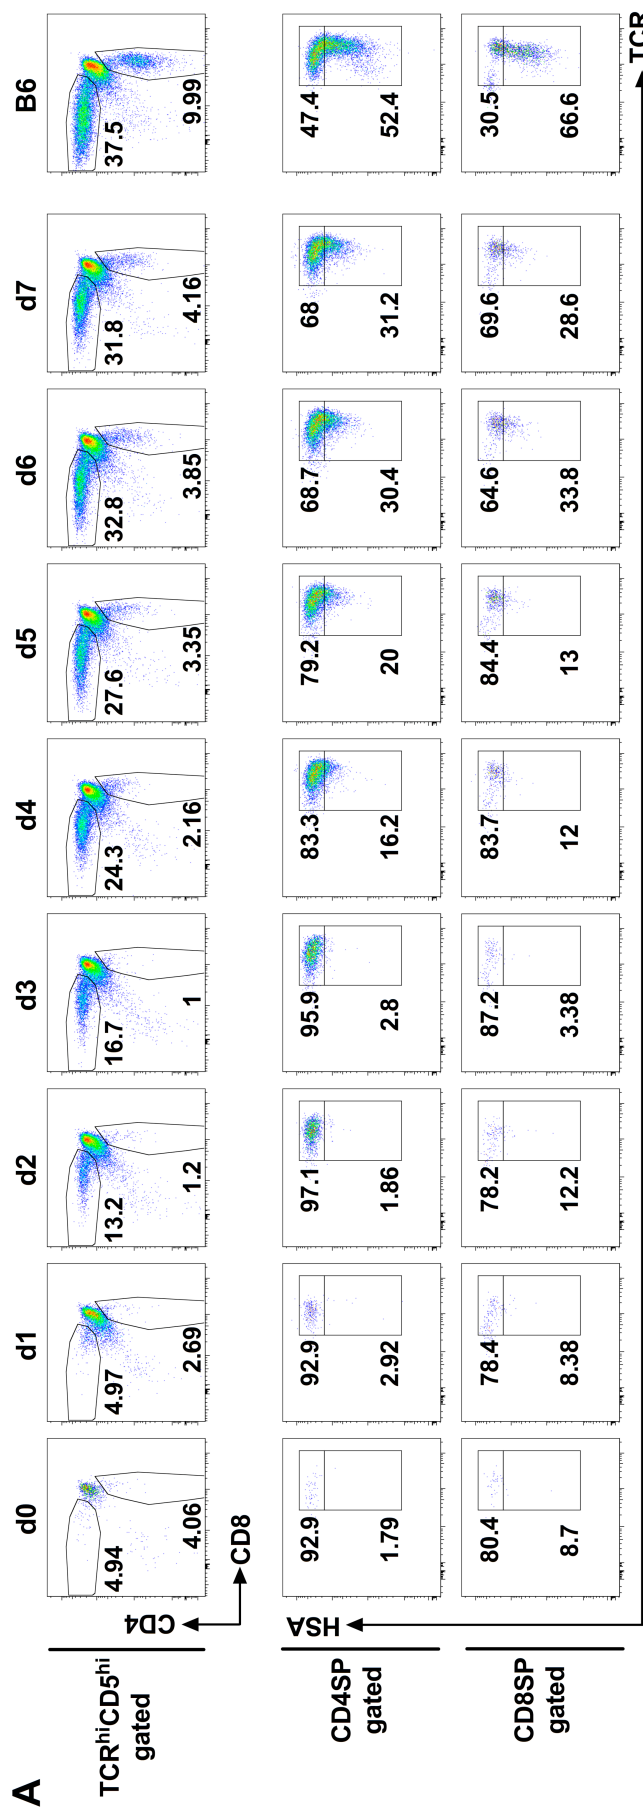 A
d0 d1 d2 d3 d4 d5 d6 d7 B6
TCRhiCD5hi
gated
CD4
4.94 4.97 13.2 16.7 24.3 27.6 32.8 31.8 37.5
4.06 2.69 1.2 1 2.16 3.35 3.85 4.16 9.99
CD8
CD4SP
gated
HSA
92.9 92.9 97.1 95.9 83.3 79.2 68.7 68 47.4
1.79 2.92 1.86 2.8 16.2 20 30.4 31.2 52.4
CD8SP
gated
80.4 78.4 78.2 87.2 83.7 84.4 64.6 69.6 30.5
8.7 8.38 12.2 3.38 12 13 33.8 28.6 66.6
TCR